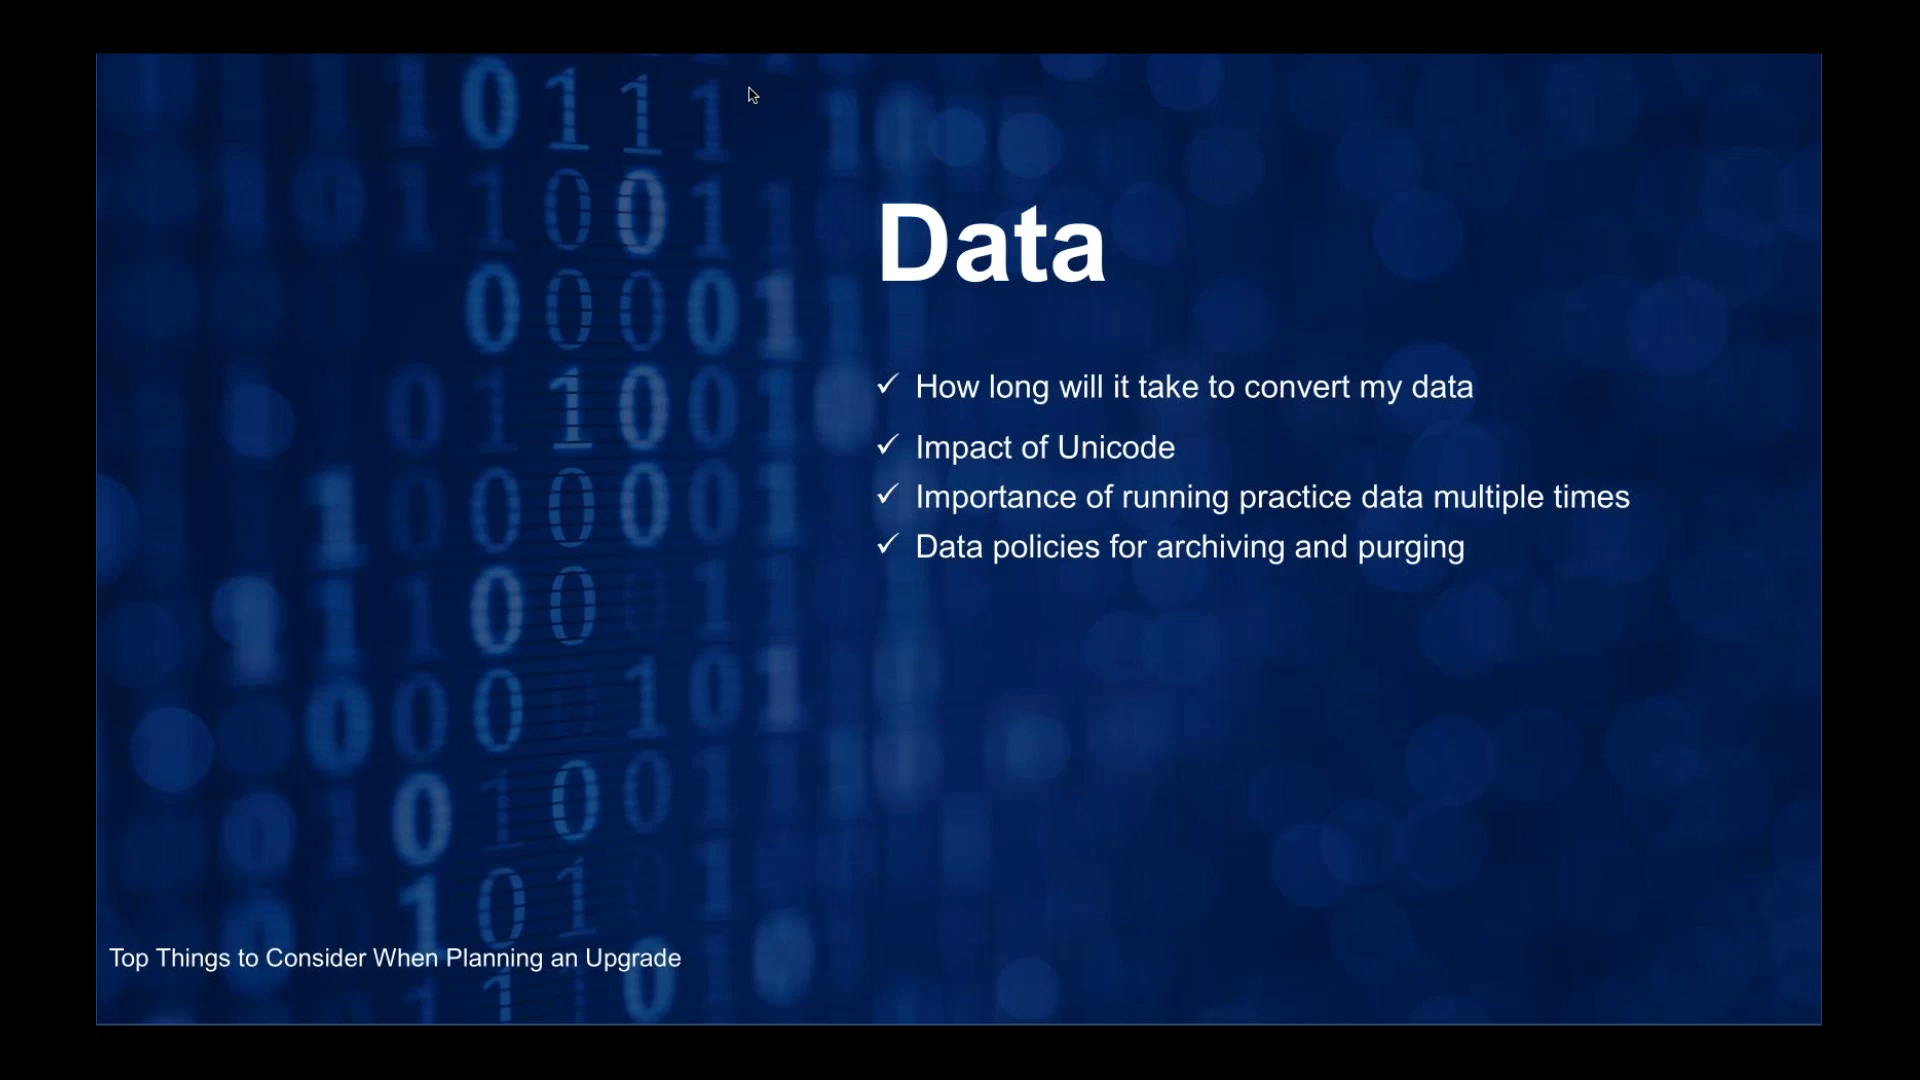 Data
✓ How long will it take to convert my data
✓ Impact of Unicode
✓ Importance of running practice data multiple times
✓ Data policies for archiving and purging
Top Things to Consider When Planning an Upgrade